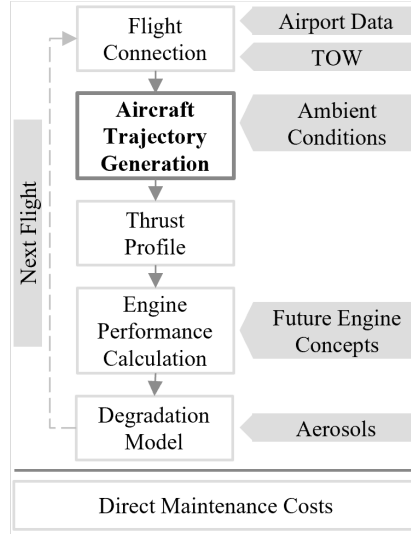 Flight
Connection
Airport Data
TOW
Aircraft
Trajectory
Generation
Ambient
Conditions
Thrust
Profile
Next Flight
Engine
Performance
Calculation
Future Engine
Concepts
Degradation
Model
Aerosols
Direct Maintenance Costs